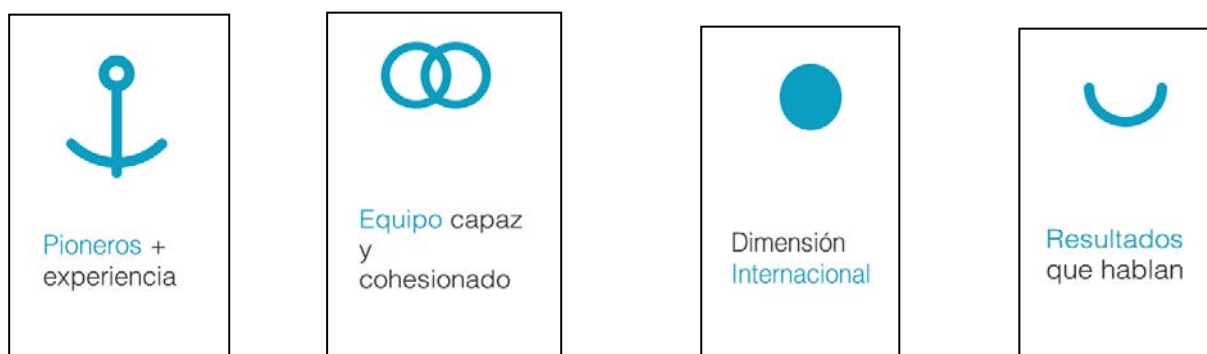 Pioneros +
experiencia
Equipo capaz
y
cohesionado
Dimensión
Internacional
Resultados
que hablan